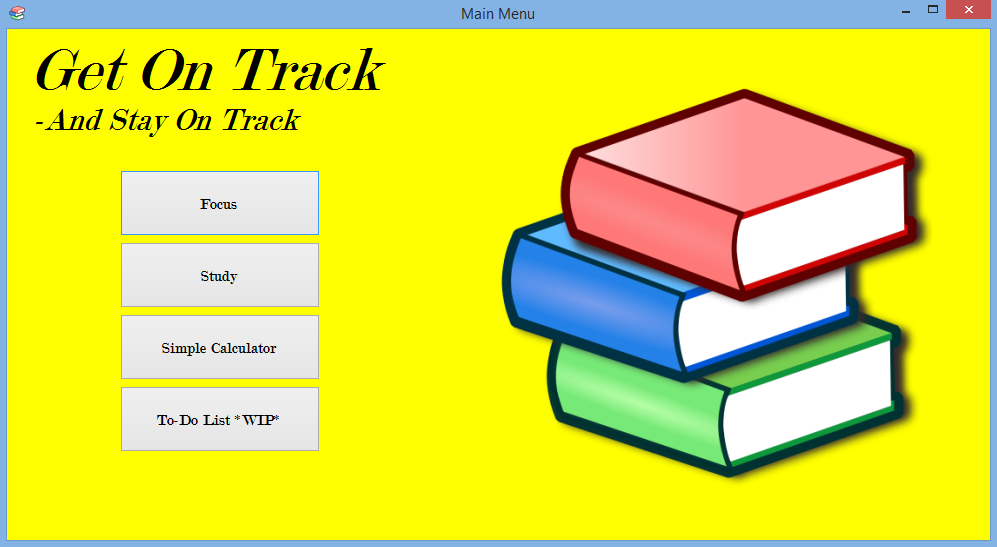 Main Menu
Get On Track
-And Stay On Track
Focus
Study
Simple Calculator
To-Do List *WIP*